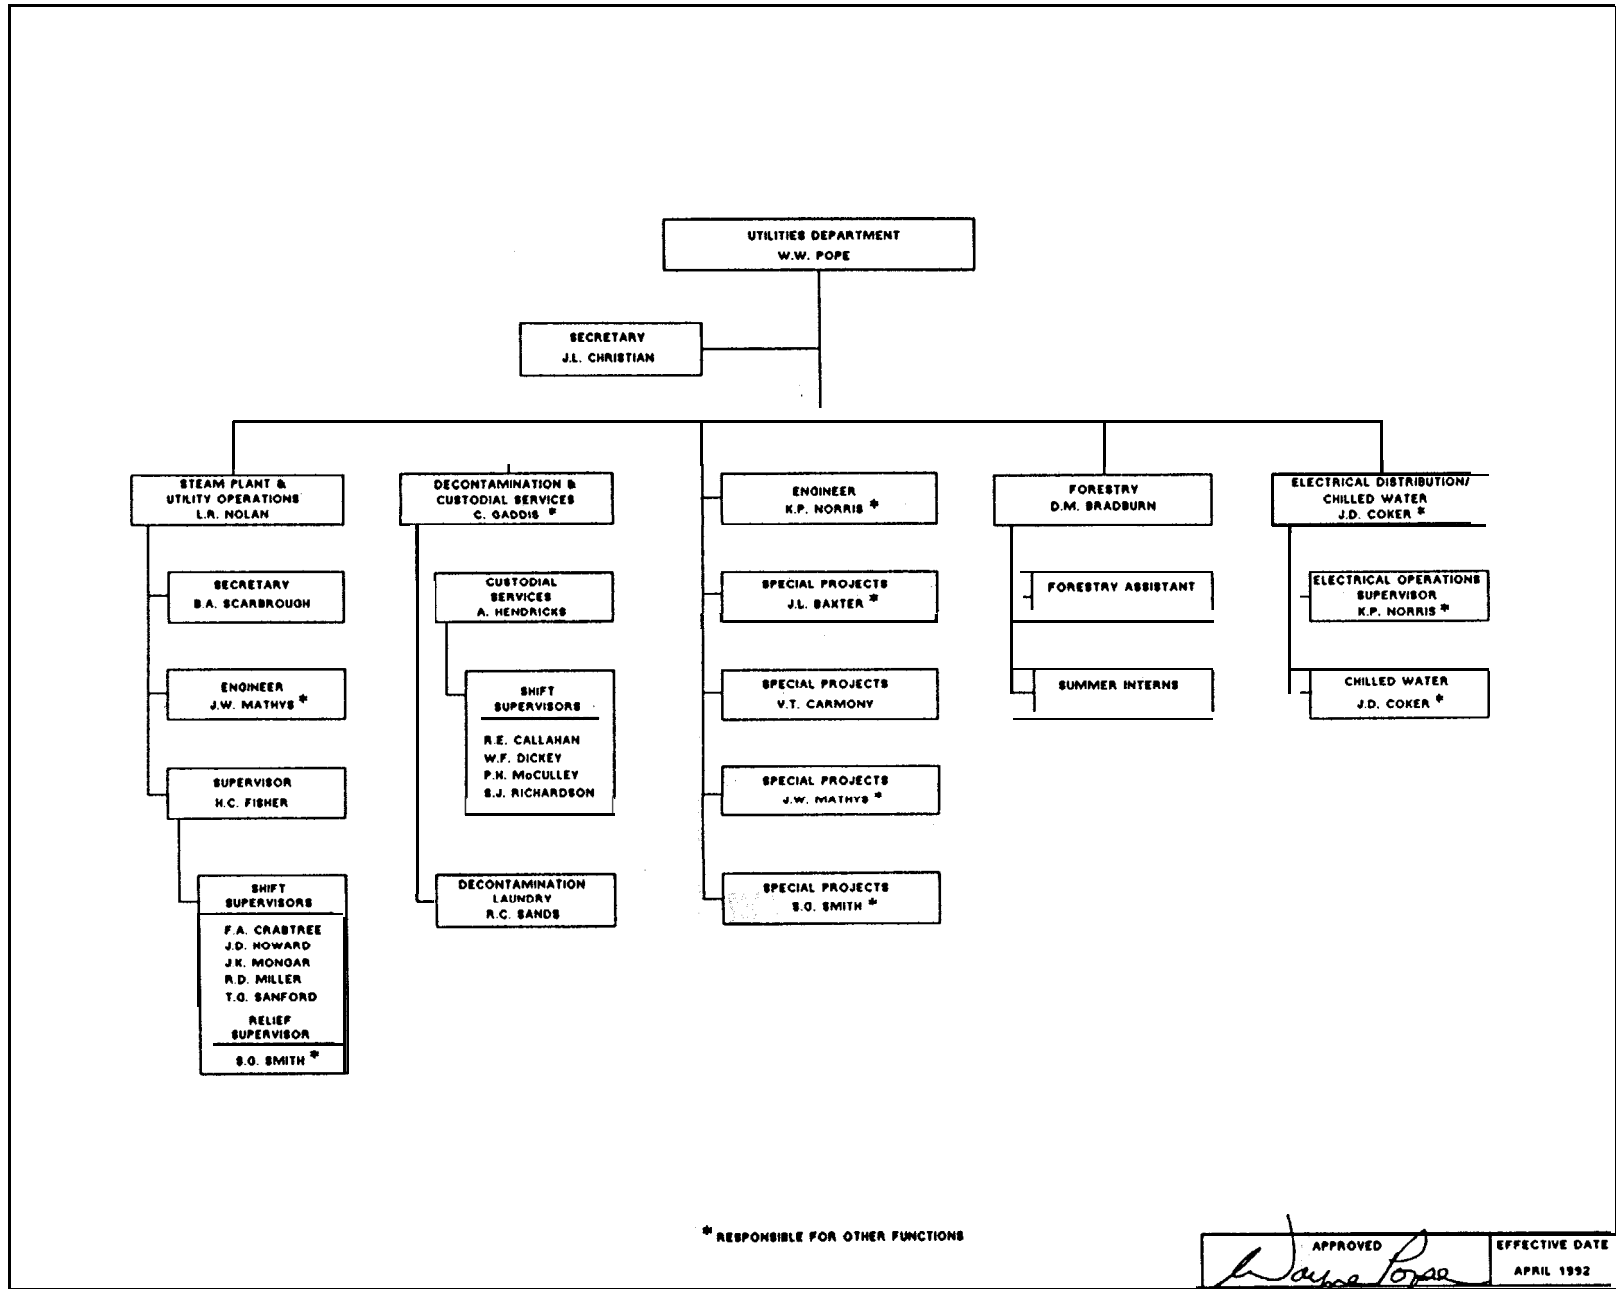 UTILITIES DEPARTMENT
W.W. POPE
SECRETARY
J.L. CHRISTIAN
STEAM PLANT &
UTILITY OPERATIONS
L.R. NOLAN
SECRETARY
B.A. SCARBROUGH
ENGINEER
J.W. MATHYS *
SUPERVISOR
H.C. FISHER
SHIFT
SUPERVISORS
F.A. CRABTREE
J.D. HOWARD
J.K. MONGAR
R.D. MILLER
T.G. SANFORD
RELIEF
SUPERVISOR
S.G. SMITH *
DECONTAMINATION &
CUSTODIAL SERVICES
C. GADDIS *
CUSTODIAL
SERVICES
A. HENDRICKS
SHIFT
SUPERVISORS
R.E. CALLAHAN
W.F. DICKEY
P.H. McCULLEY
S.J. RICHARDSON
DECONTAMINATION
LAUNDRY
R.C. SANDS
ENGINEER
K.P. NORRIS *
SPECIAL PROJECTS
J.L. BAXTER *
SPECIAL PROJECTS
V.T. CARMONY
SPECIAL PROJECTS
J.W. MATHYS *
SPECIAL PROJECTS
S.G. SMITH *
FORESTRY
D.M. BRADBURN
FORESTRY ASSISTANT
SUMMER INTERNS
ELECTRICAL DISTRIBUTION/
CHILLED WATER
J.D. COKER *
ELECTRICAL OPERATIONS
SUPERVISOR
K.P. NORRIS *
CHILLED WATER
J.D. COKER *
* RESPONSIBLE FOR OTHER FUNCTIONS
APPROVED
Wayne Pope
EFFECTIVE DATE
APRIL 1992